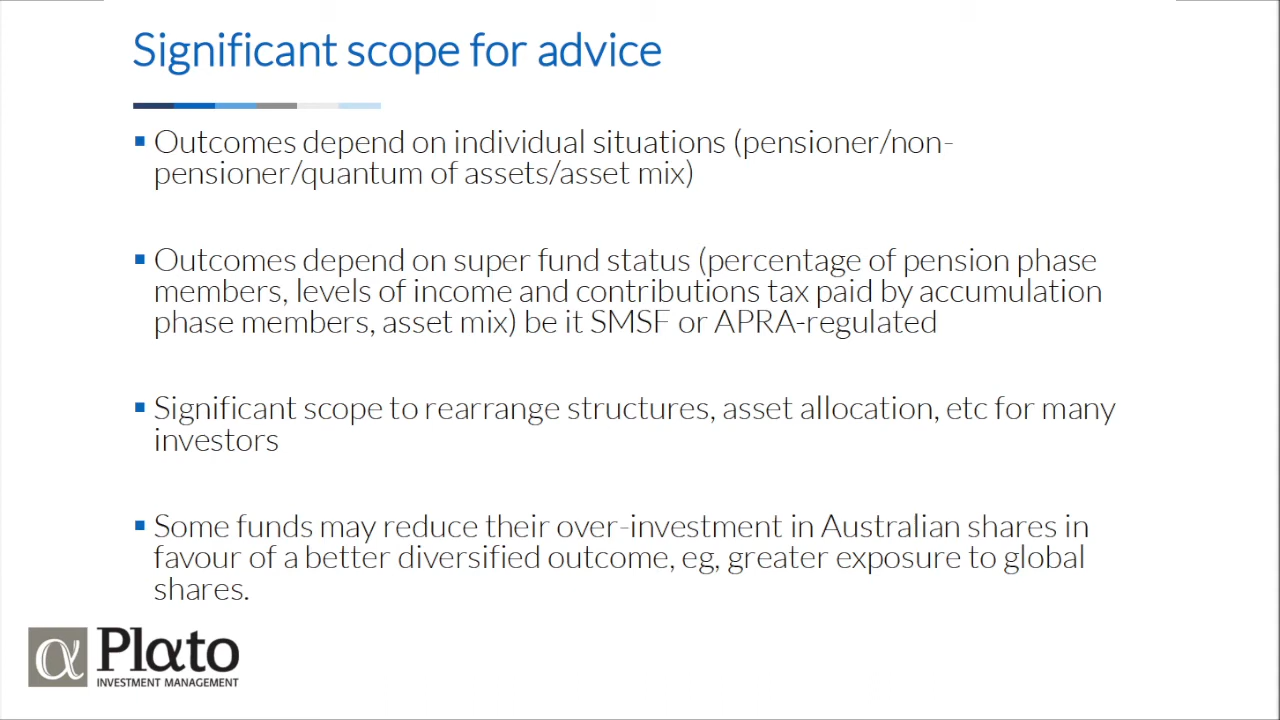 Significant scope for advice
Outcomes depend on individual situations (pensioner/non-
pensioner/quantum of assets/asset mix)
Outcomes depend on super fund status (percentage of pension phase
members, levels of income and contributions tax paid by accumulation
phase members, asset mix) be it SMSF or APRA-regulated
Significant scope to rearrange structures, asset allocation, etc for many
investors
Some funds may reduce their over-investment in Australian shares in
favour of a better diversified outcome, eg, greater exposure to global
shares.
α Plαto
INVESTMENT MANAGEMENT